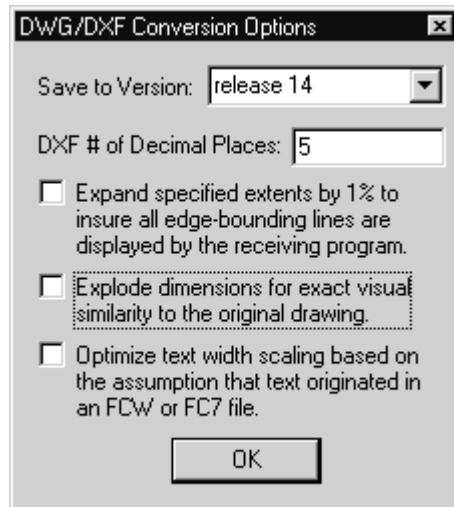 DWG/DXF Conversion Options
Save to Version: release 14
DXF # of Decimal Places: 5
Expand specified extents by 1% to
insure all edge-bounding lines are
displayed by the receiving program.
Explode dimensions for exact visual
similarity to the original drawing.
Optimize text width scaling based on
the assumption that text originated in
an FCW or FC7 file.
OK